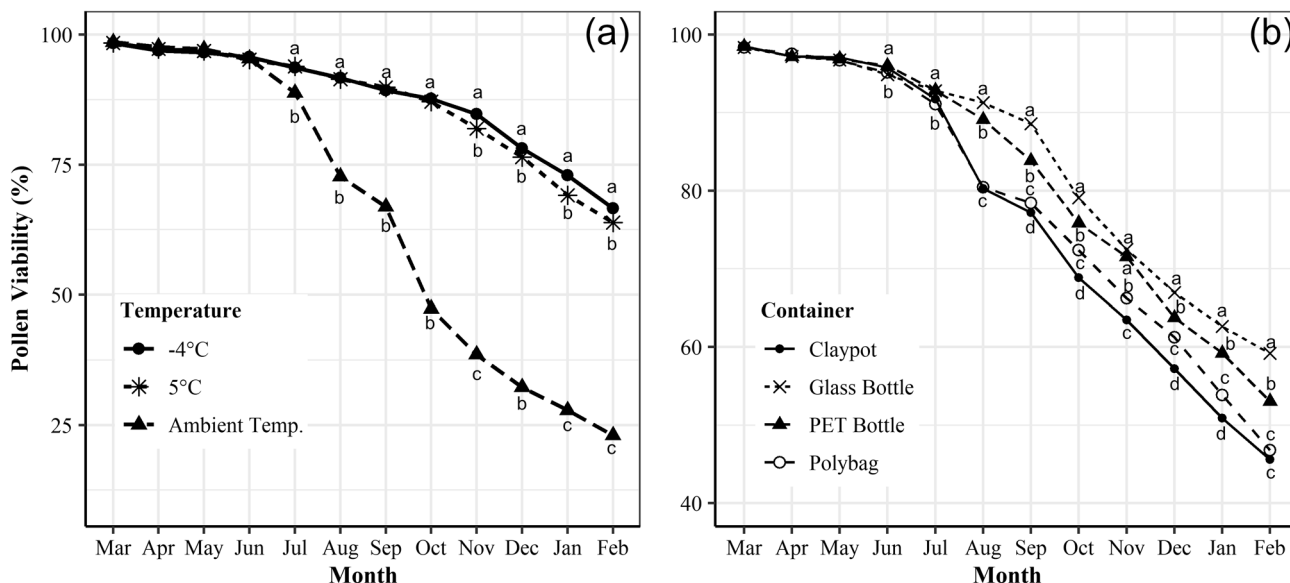 (a)
Pollen Viability (%)
100
75
50
25
a
a
a
a
a
a
a
a
b
b
b
b
b
b
b
b
b
c
b
c
c
Temperature
-4°C
5°C
Ambient Temp.
Mar Apr May Jun Jul Aug Sep Oct Nov Dec Jan Feb
Month
(b)
100
80
60
40
a
b
a
b
a
b
c
a
b
c
d
a
b
c
d
a
a
b
c
a
b
c
d
a
b
c
d
a
b
c
c
Container
Claypot
Glass Bottle
PET Bottle
Polybag
Mar Apr May Jun Jul Aug Sep Oct Nov Dec Jan Feb
Month